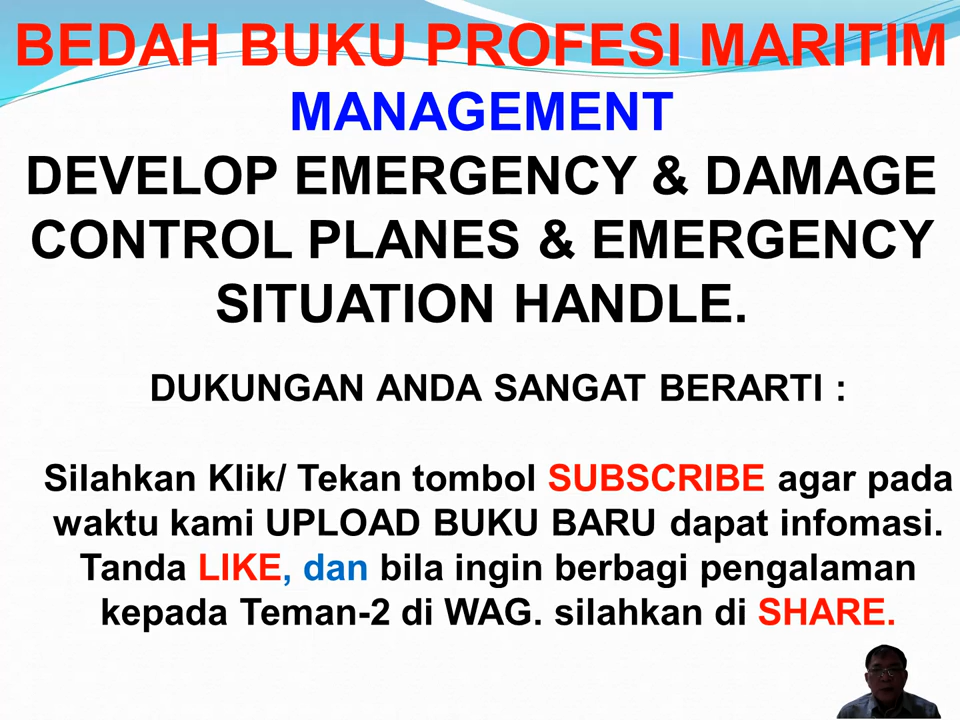 BEDAH BUKU PROFESI MARITIM
MANAGEMENT
DEVELOP EMERGENCY & DAMAGE
CONTROL PLANES & EMERGENCY
SITUATION HANDLE.
DUKUNGAN ANDA SANGAT BERARTI :
Silahkan Klik/ Tekan tombol SUBSCRIBE agar pada
waktu kami UPLOAD BUKU BARU dapat infomasi.
Tanda LIKE, dan bila ingin berbagi pengalaman
kepada Teman-2 di WAG. silahkan di SHARE.